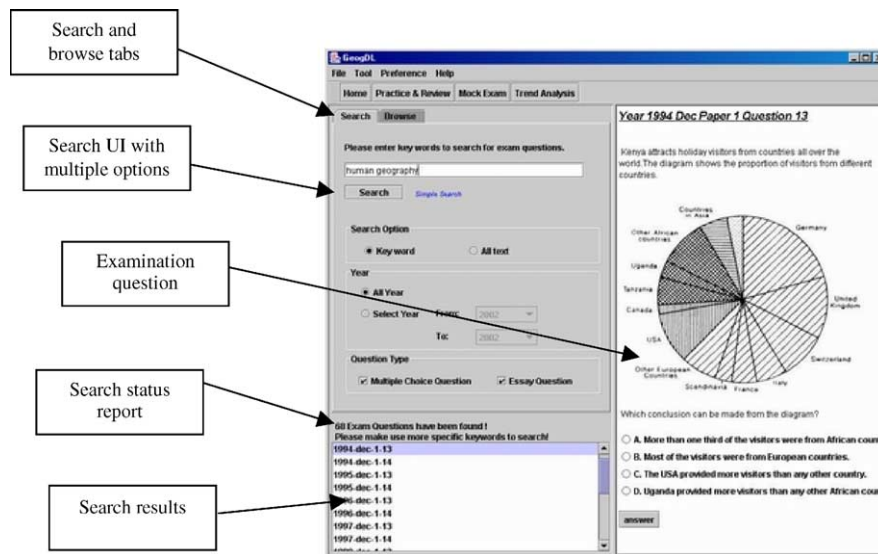 Search and
browse tabs
Search UI with
multiple options
Examination
question
Search status
report
Search results
GeogDL
File Tool Preference Help
Home Practice & Review Mock Exam Trend Analysis
Search Browse
Please enter key words to search for exam questions.
human geography
Search Simple Search
Search Option
Key word All text
Year
All Year
Select Year From: 2002
To: 2002
Question Type
Multiple Choice Question Essay Question
60 Exam Questions have been found !
Please make use more specific keywords to search!
1994-dec-1-13
1994-dec-1-14
1995-dec-1-13
1995-dec-1-14
1996-dec-1-13
1996-dec-1-14
1997-dec-1-13
1997-dec-1-14
Year 1994 Dec Paper 1 Question 13
Kenya attracts holiday visitors from countries all over the
world.The diagram shows the proportion of visitors from different
countries.
Countries
in Asia
Germany
Other African
countries
Uganda
Tanzania
Canada
United
Kingdom
USA
Switzerland
Other European
Countries
Scandinavia
France
Italy
Which conclusion can be made from the diagram?
A. More than one third of the visitors were from African coun
B. Most of the visitors were from European countries.
C. The USA provided more visitors than any other country.
D. Uganda provided more visitors than any other African cou
answer